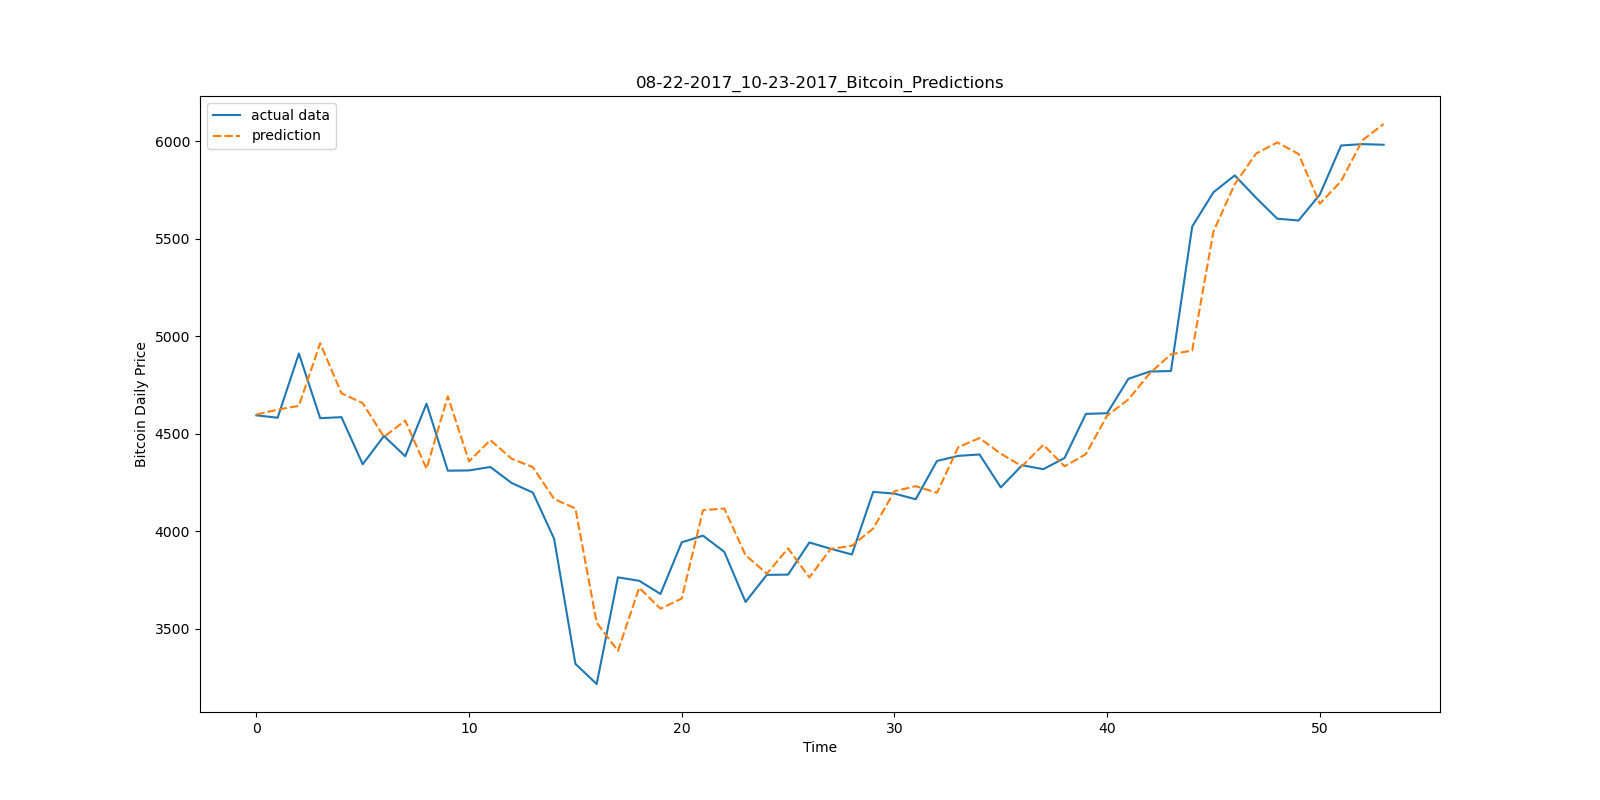 08-22-2017_10-23-2017_Bitcoin_Predictions
actual data
prediction
6000
5500
5000
4500
4000
3500
Bitcoin Daily Price
0 10 20 30 40 50
Time